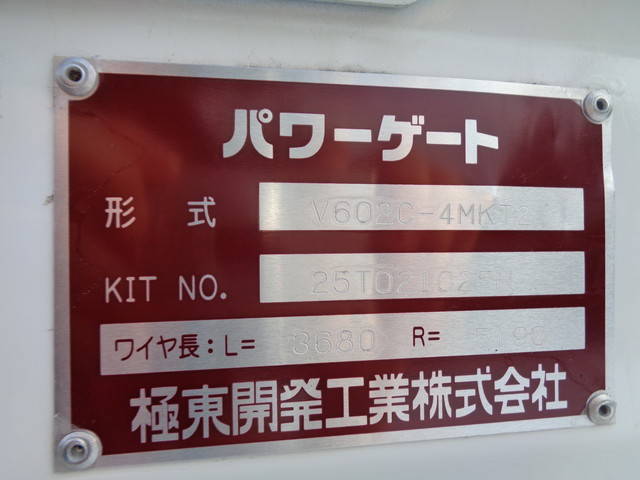 パワーゲート
形 式 V602C-4MKT2
KIT NO.
ワイヤ長:L= 3680 R=
極東開発工業株式会社